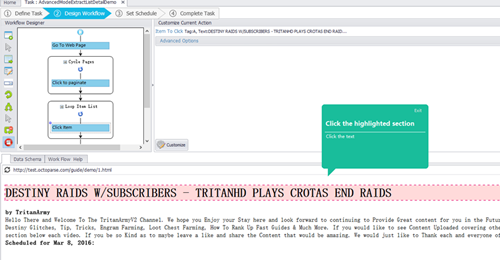 Home
Task : AdvancedModeExtractListDetailDemo
1 Define Task
2 Design Workflow
3 Set Schedule
4 Complete Task
Workflow Designer
Customize Current Action
Go To Web Page
Cycle Pages
Click to paginate
Loop Item List
Click Item
Item To Click Tag:A, Text:DESTINY RAIDS W/SUBSCRIBERS - TRITANHD PLAYS CROTAS END RAID...
Advanced Options
Customize
Exit
Click the highlighted section
Click the text
Data Schema
Work Flow
Help
http://test.octoparse.com/guide/demo/1.html
DESTINY RAIDS W/SUBSCRIBERS - TRITANHD PLAYS CROTAS END RAIDS
by TritanArmy
Hello There and Welcome To The TritanArmyV2 Channel. We hope you Enjoy your Stay here and look forward to continuing to Provide Great content for you in the Futu
Destiny Glitches, Tip, Tricks, Engram Farming, Loot Chest Farming, How To Rank Up Fast Guides & Much More. If you would like to see Content Uploaded covering othe
section below each video. If you be so Kind as to maybe leave a like and share the Content that would be amazing. We would just like to Thank each and everyone o
Scheduled for Mar 8, 2016: